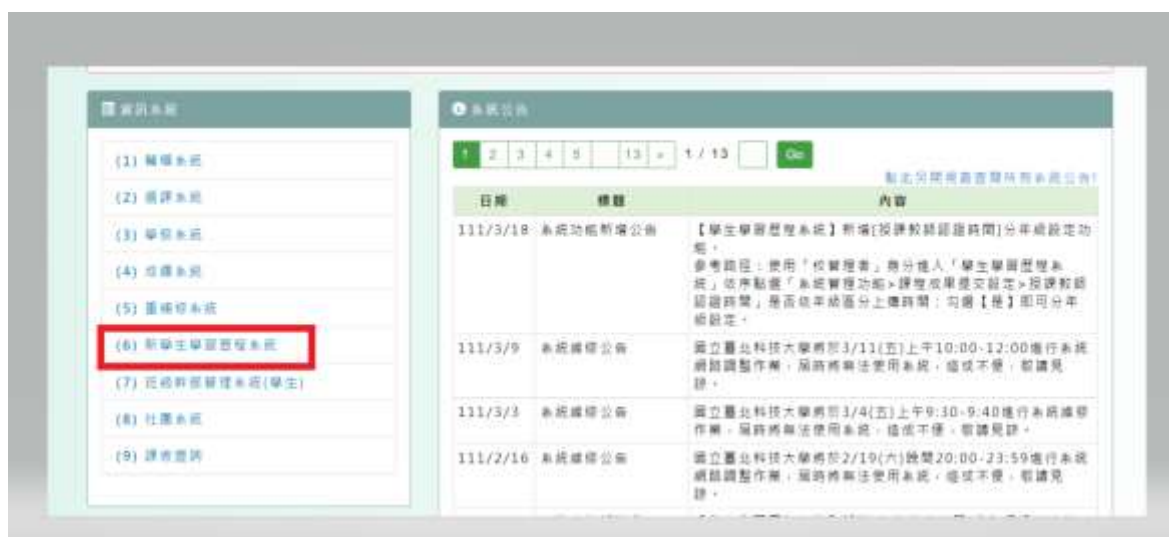 資訊系統
(1) 輔導系統
(2) 選課系統
(3) 學務系統
(4) 成績系統
(5) 重補修系統
(6) 新學生學習歷程系統
(7) 班級幹部管理系統(學生)
(8) 社團系統
(9) 課表查詢
系統公告
1 2 3 4 5 13 » 1 / 13 Go
點此另開視窗查閱所有系統公告!
日期 標題 內容
111/3/18 系統功能新增公告 【學生學習歷程系統】新增[授課教師認證時間]分年級設定功
能。
參考路徑：使用「校管理者」身分進入「學生學習歷程系
統」依序點選「系統管理功能>課程成果提交設定>授課教師
認證時間」是否依年級區分上傳時間：勾選【是】即可分年
級設定。
111/3/9 系統維修公告 國立臺北科技大學將於3/11(五)上午10:00-12:00進行系統
網路調整作業，屆時將無法使用系統，造成不便，敬請見
諒。
111/3/3 系統維修公告 國立臺北科技大學將於3/4(五)上午9:30-9:40進行系統維修
作業，屆時將無法使用系統，造成不便，敬請見諒。
111/2/16 系統維修公告 國立臺北科技大學將於2/19(六)晚間20:00-23:59進行系統
網路調整作業，屆時將無法使用系統，造成不便，敬請見
諒。